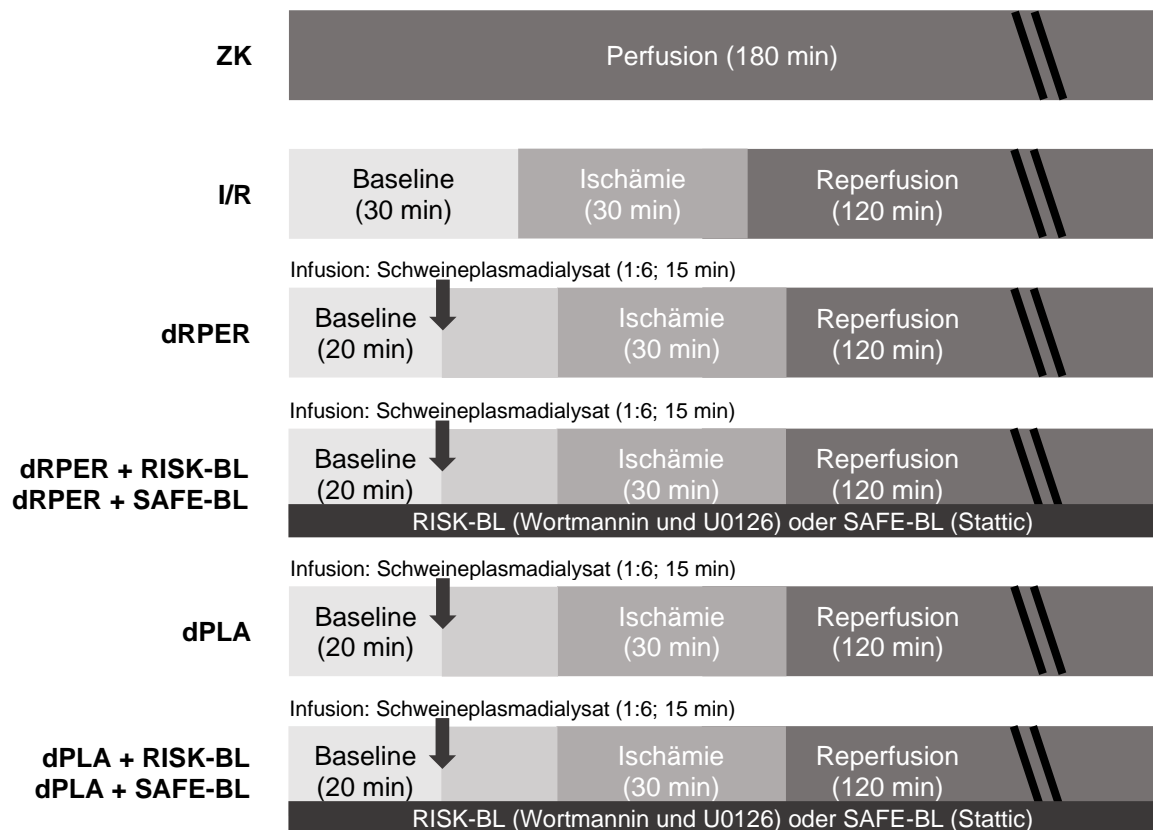 ZK
Perfusion (180 min)
I/R
Baseline
(30 min)
Ischämie
(30 min)
Reperfusion
(120 min)
Infusion: Schweineplasmadialysat (1:6; 15 min)
dRPER
Baseline
(20 min)
Ischämie
(30 min)
Reperfusion
(120 min)
Infusion: Schweineplasmadialysat (1:6; 15 min)
dRPER + RISK-BL
dRPER + SAFE-BL
Baseline
(20 min)
Ischämie
(30 min)
Reperfusion
(120 min)
RISK-BL (Wortmannin und U0126) oder SAFE-BL (Stattic)
Infusion: Schweineplasmadialysat (1:6; 15 min)
dPLA
Baseline
(20 min)
Ischämie
(30 min)
Reperfusion
(120 min)
Infusion: Schweineplasmadialysat (1:6; 15 min)
dPLA + RISK-BL
dPLA + SAFE-BL
Baseline
(20 min)
Ischämie
(30 min)
Reperfusion
(120 min)
RISK-BL (Wortmannin und U0126) oder SAFE-BL (Stattic)